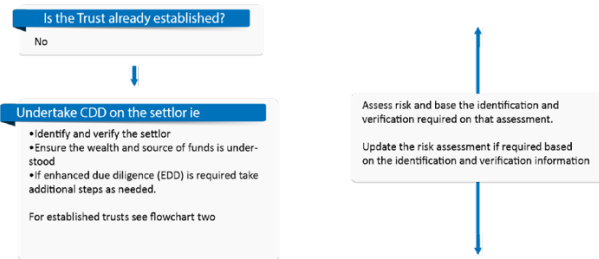 Is the Trust already established?
No
Undertake CDD on the settlor ie
•Identify and verify the settlor
•Ensure the wealth and source of funds is under-
stood
•If enhanced due diligence (EDD) is required take
additional steps as needed.
For established trusts see flowchart two
Assess risk and base the identification and
verification required on that assessment.
Update the risk assessment if required based
on the identification and verification information